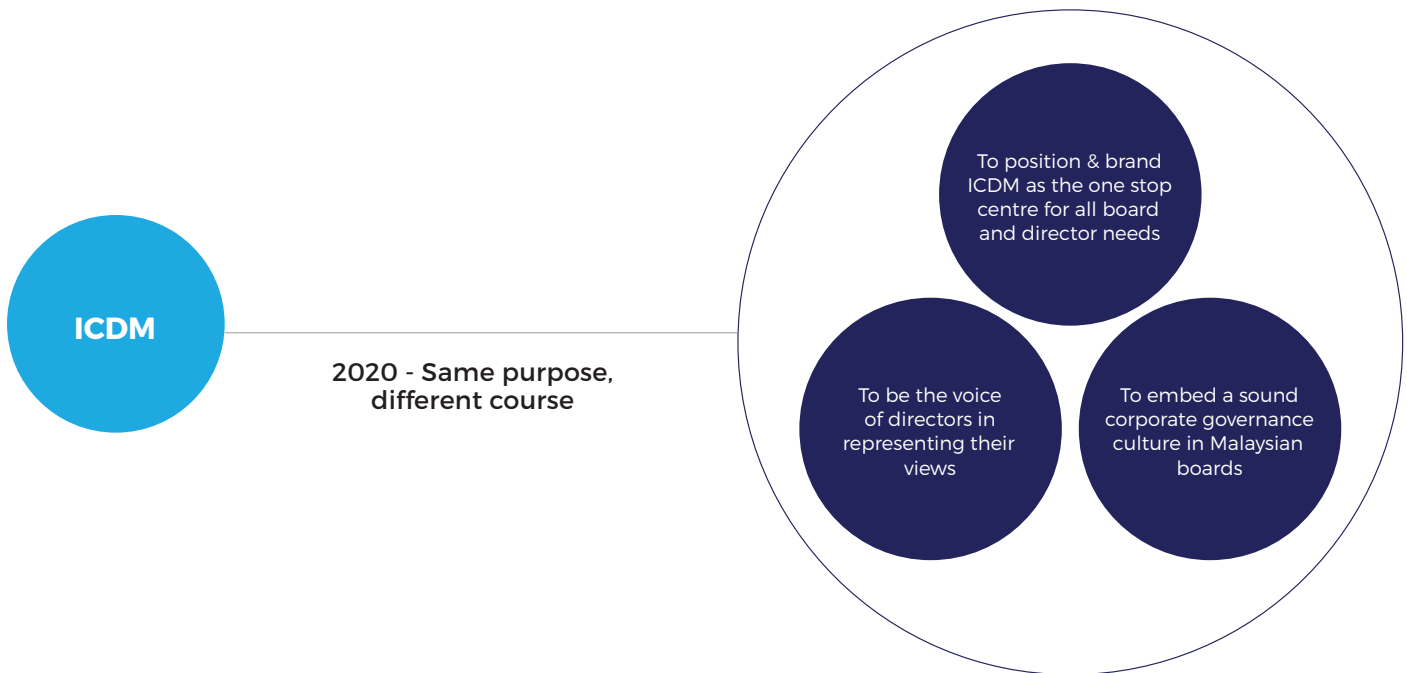 ICDM
2020 - Same purpose,
different course
To position & brand
ICDM as the one stop
centre for all board
and director needs
To be the voice
of directors in
representing their
views
To embed a sound
corporate governance
culture in Malaysian
boards